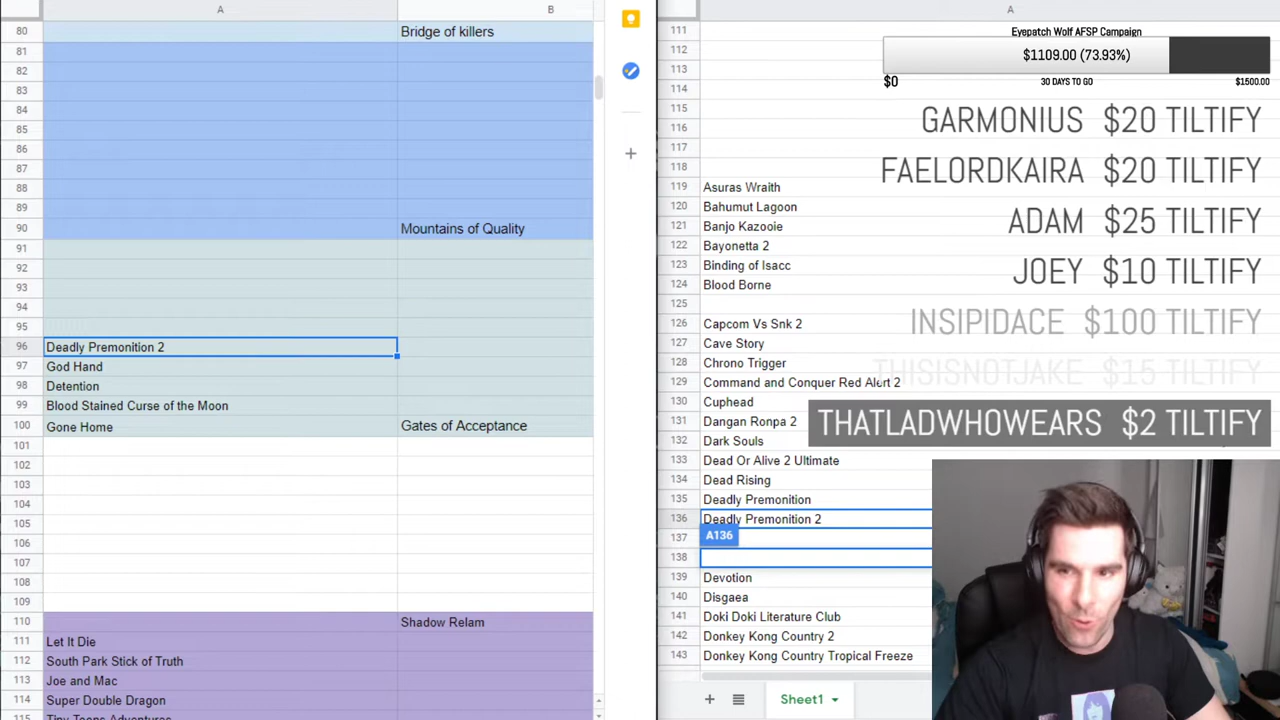 A
B
80 Bridge of killers
81
82
83
84
85
86
87
88
89
90 Mountains of Quality
91
92
93
94
95
96 Deadly Premonition 2
97 God Hand
98 Detention
99 Blood Stained Curse of the Moon
100 Gone Home Gates of Acceptance
101
102
103
104
105
106
107
108
109
110 Shadow Relam
111 Let It Die
112 South Park Stick of Truth
113 Joe and Mac
114 Super Double Dragon
115 Tiny Toons Adventures
A
111
112
113
114
115
116
117
118
119 Asuras Wraith
120 Bahumut Lagoon
121 Banjo Kazooie
122 Bayonetta 2
123 Binding of Isacc
124 Blood Borne
125
126 Capcom Vs Snk 2
127 Cave Story
128 Chrono Trigger
129 Command and Conquer Red Alert 2
130 Cuphead
131 Dangan Ronpa 2
132 Dark Souls
133 Dead Or Alive 2 Ultimate
134 Dead Rising
135 Deadly Premonition
136 Deadly Premonition 2
137 A136
138
139 Devotion
140 Disgaea
141 Doki Doki Literature Club
142 Donkey Kong Country 2
143 Donkey Kong Country Tropical Freeze
Sheet1
Eyepatch Wolf AFSP Campaign
$1109.00 (73.93%)
$0 30 DAYS TO GO $1500.00
GARMONIUS $20 TILTIFY
FAELORDKAIRA $20 TILTIFY
ADAM $25 TILTIFY
JOEY $10 TILTIFY
INSIPIDACE $100 TILTIFY
THISISNOTJAKE $15 TILTIFY
THATLADWHOWEARS $2 TILTIFY